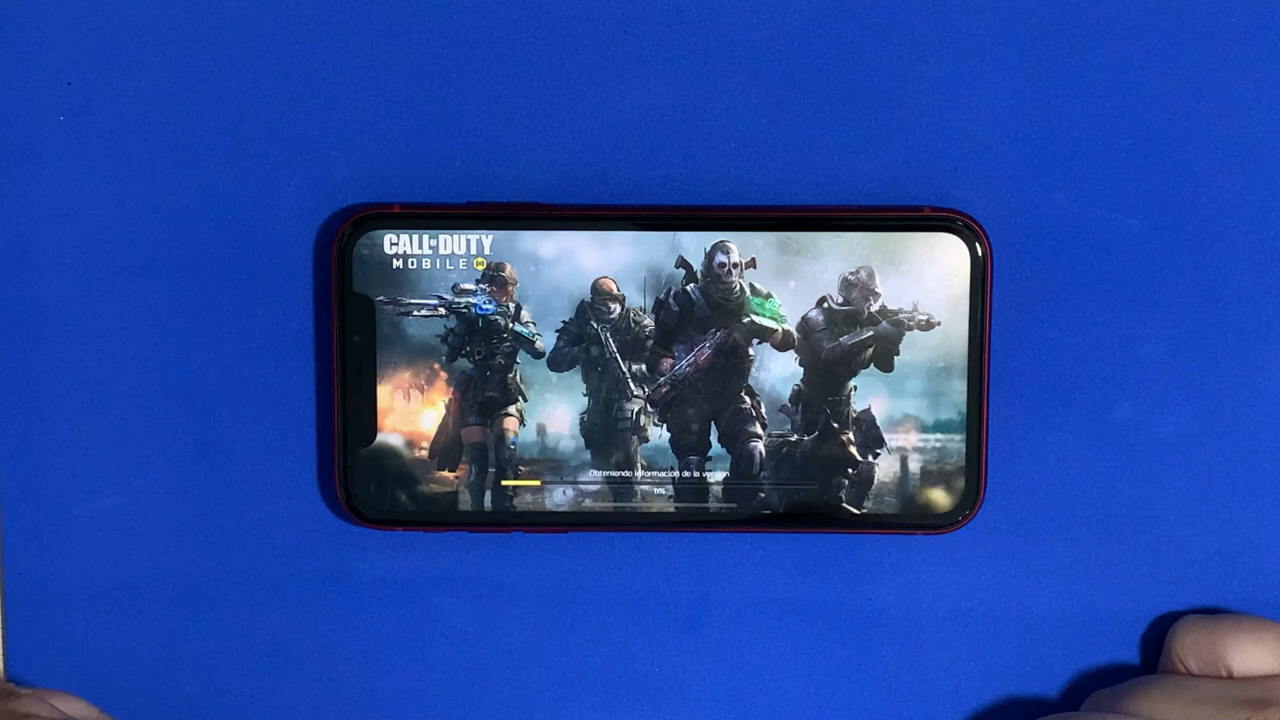 CALL OF DUTY
MOBILE
Obteniendo información de la versión
11%